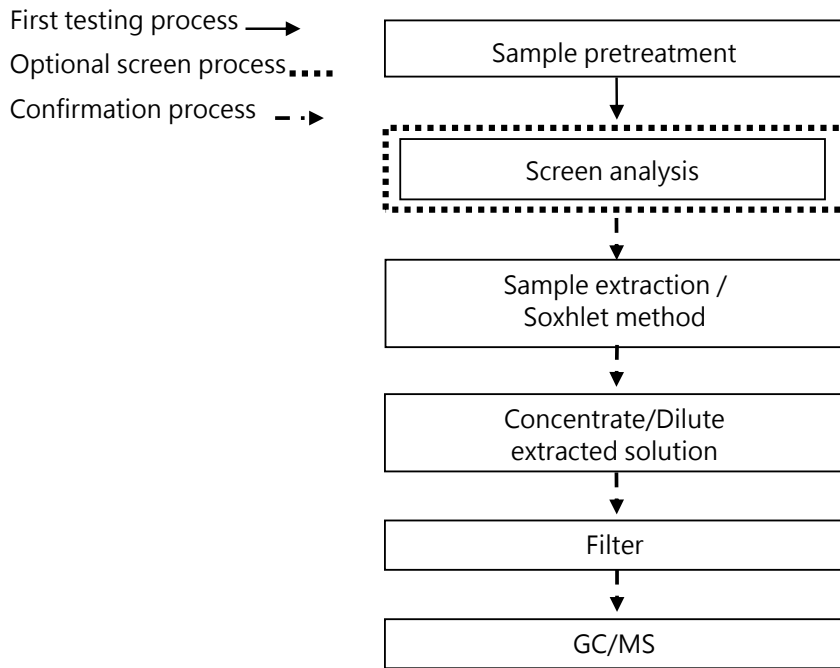 First testing process
Optional screen process
Confirmation process
Sample pretreatment
Screen analysis
Sample extraction /
Soxhlet method
Concentrate/Dilute
extracted solution
Filter
GC/MS